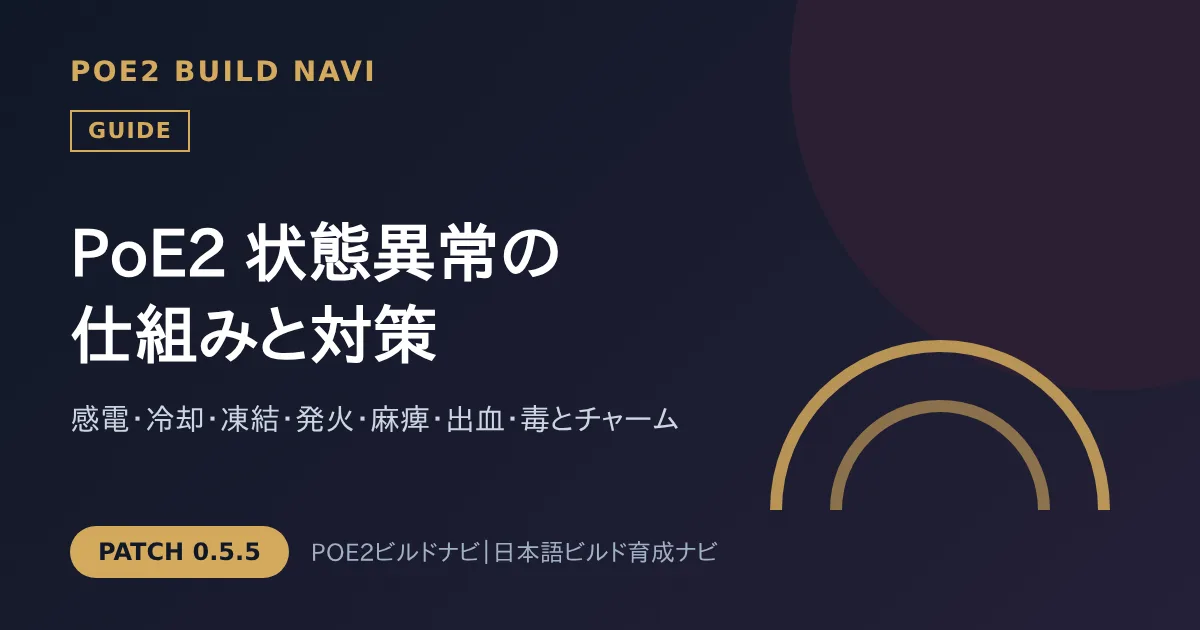 POE2 BUILD NAVI
GUIDE
PoE2 状態異常の
仕組みと対策
感電・冷却・凍結・発火・麻痺・出血・毒とチャーム
PATCH 0.5.5
POE2ビルドナビ|日本語ビルド育成ナビ